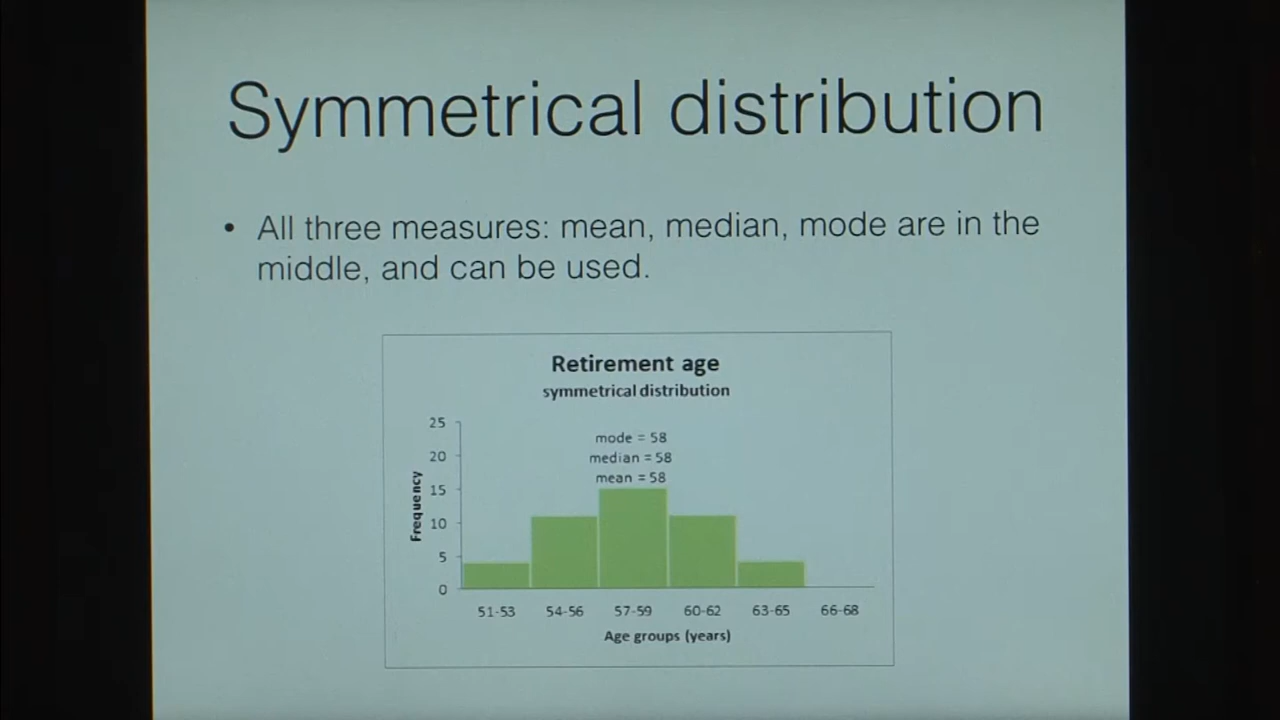 Symmetrical distribution
• All three measures: mean, median, mode are in the
middle, and can be used.
Retirement age
symmetrical distribution
mode = 58
median = 58
mean = 58
Frequency
25
20
15
10
5
0
51-53 54-56 57-59 60-62 63-65 66-68
Age groups (years)